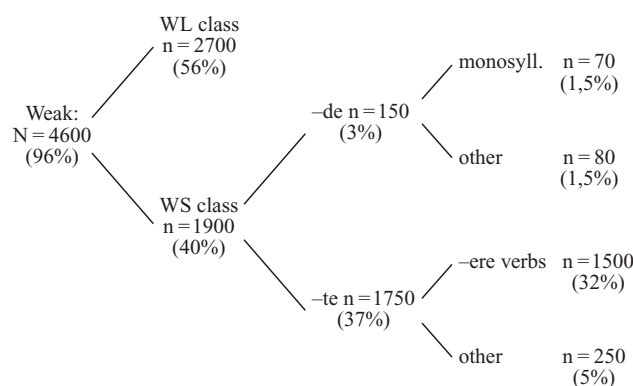 WL class
n = 2700
(56%)
Weak:
N = 4600
(96%)
WS class
n = 1900
(40%)
–de n = 150
(3%)
–te n = 1750
(37%)
monosyll. n = 70
(1,5%)
other n = 80
(1,5%)
–ere verbs n = 1500
(32%)
other n = 250
(5%)